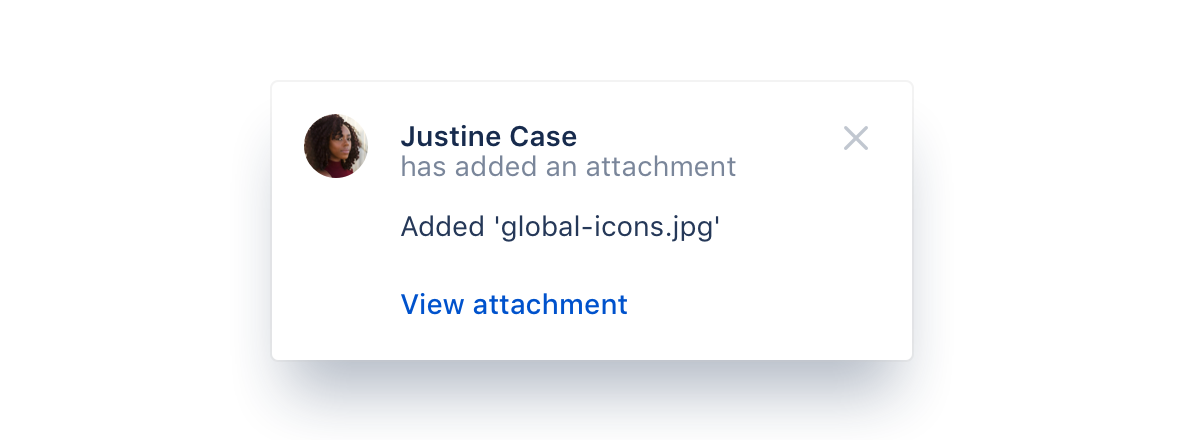 Justine Case
has added an attachment
Added 'global-icons.jpg'
View attachment